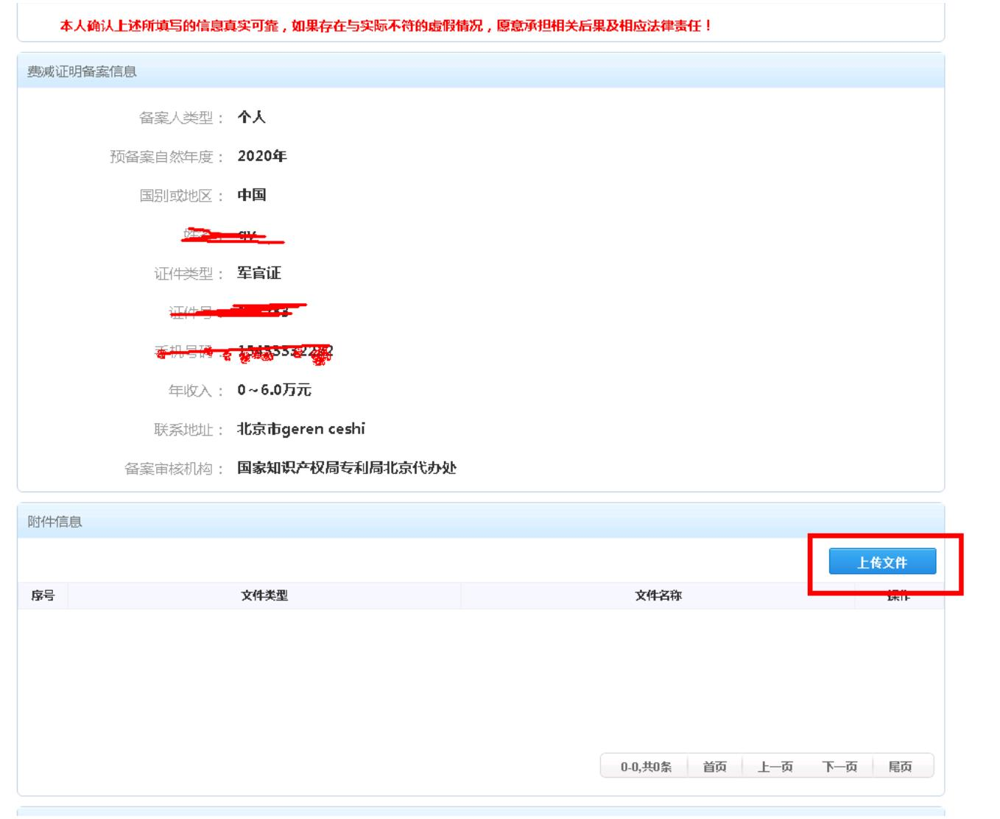 本人确认上述所填写的信息真实可靠，如果存在与实际不符的虚假情况，愿意承担相关后果及相应法律责任！
费减证明备案信息
备案人类型： 个人
预备案自然年度： 2020年
国别或地区： 中国
证件类型： 军官证
证件号
手机号码：
年收入： 0～6.0万元
联系地址： 北京市geren ceshi
备案审核机构： 国家知识产权局专利局北京代办处
附件信息
上传文件
序号 文件类型 文件名称 操作
0-0,共0条 首页 上一页 下一页 尾页